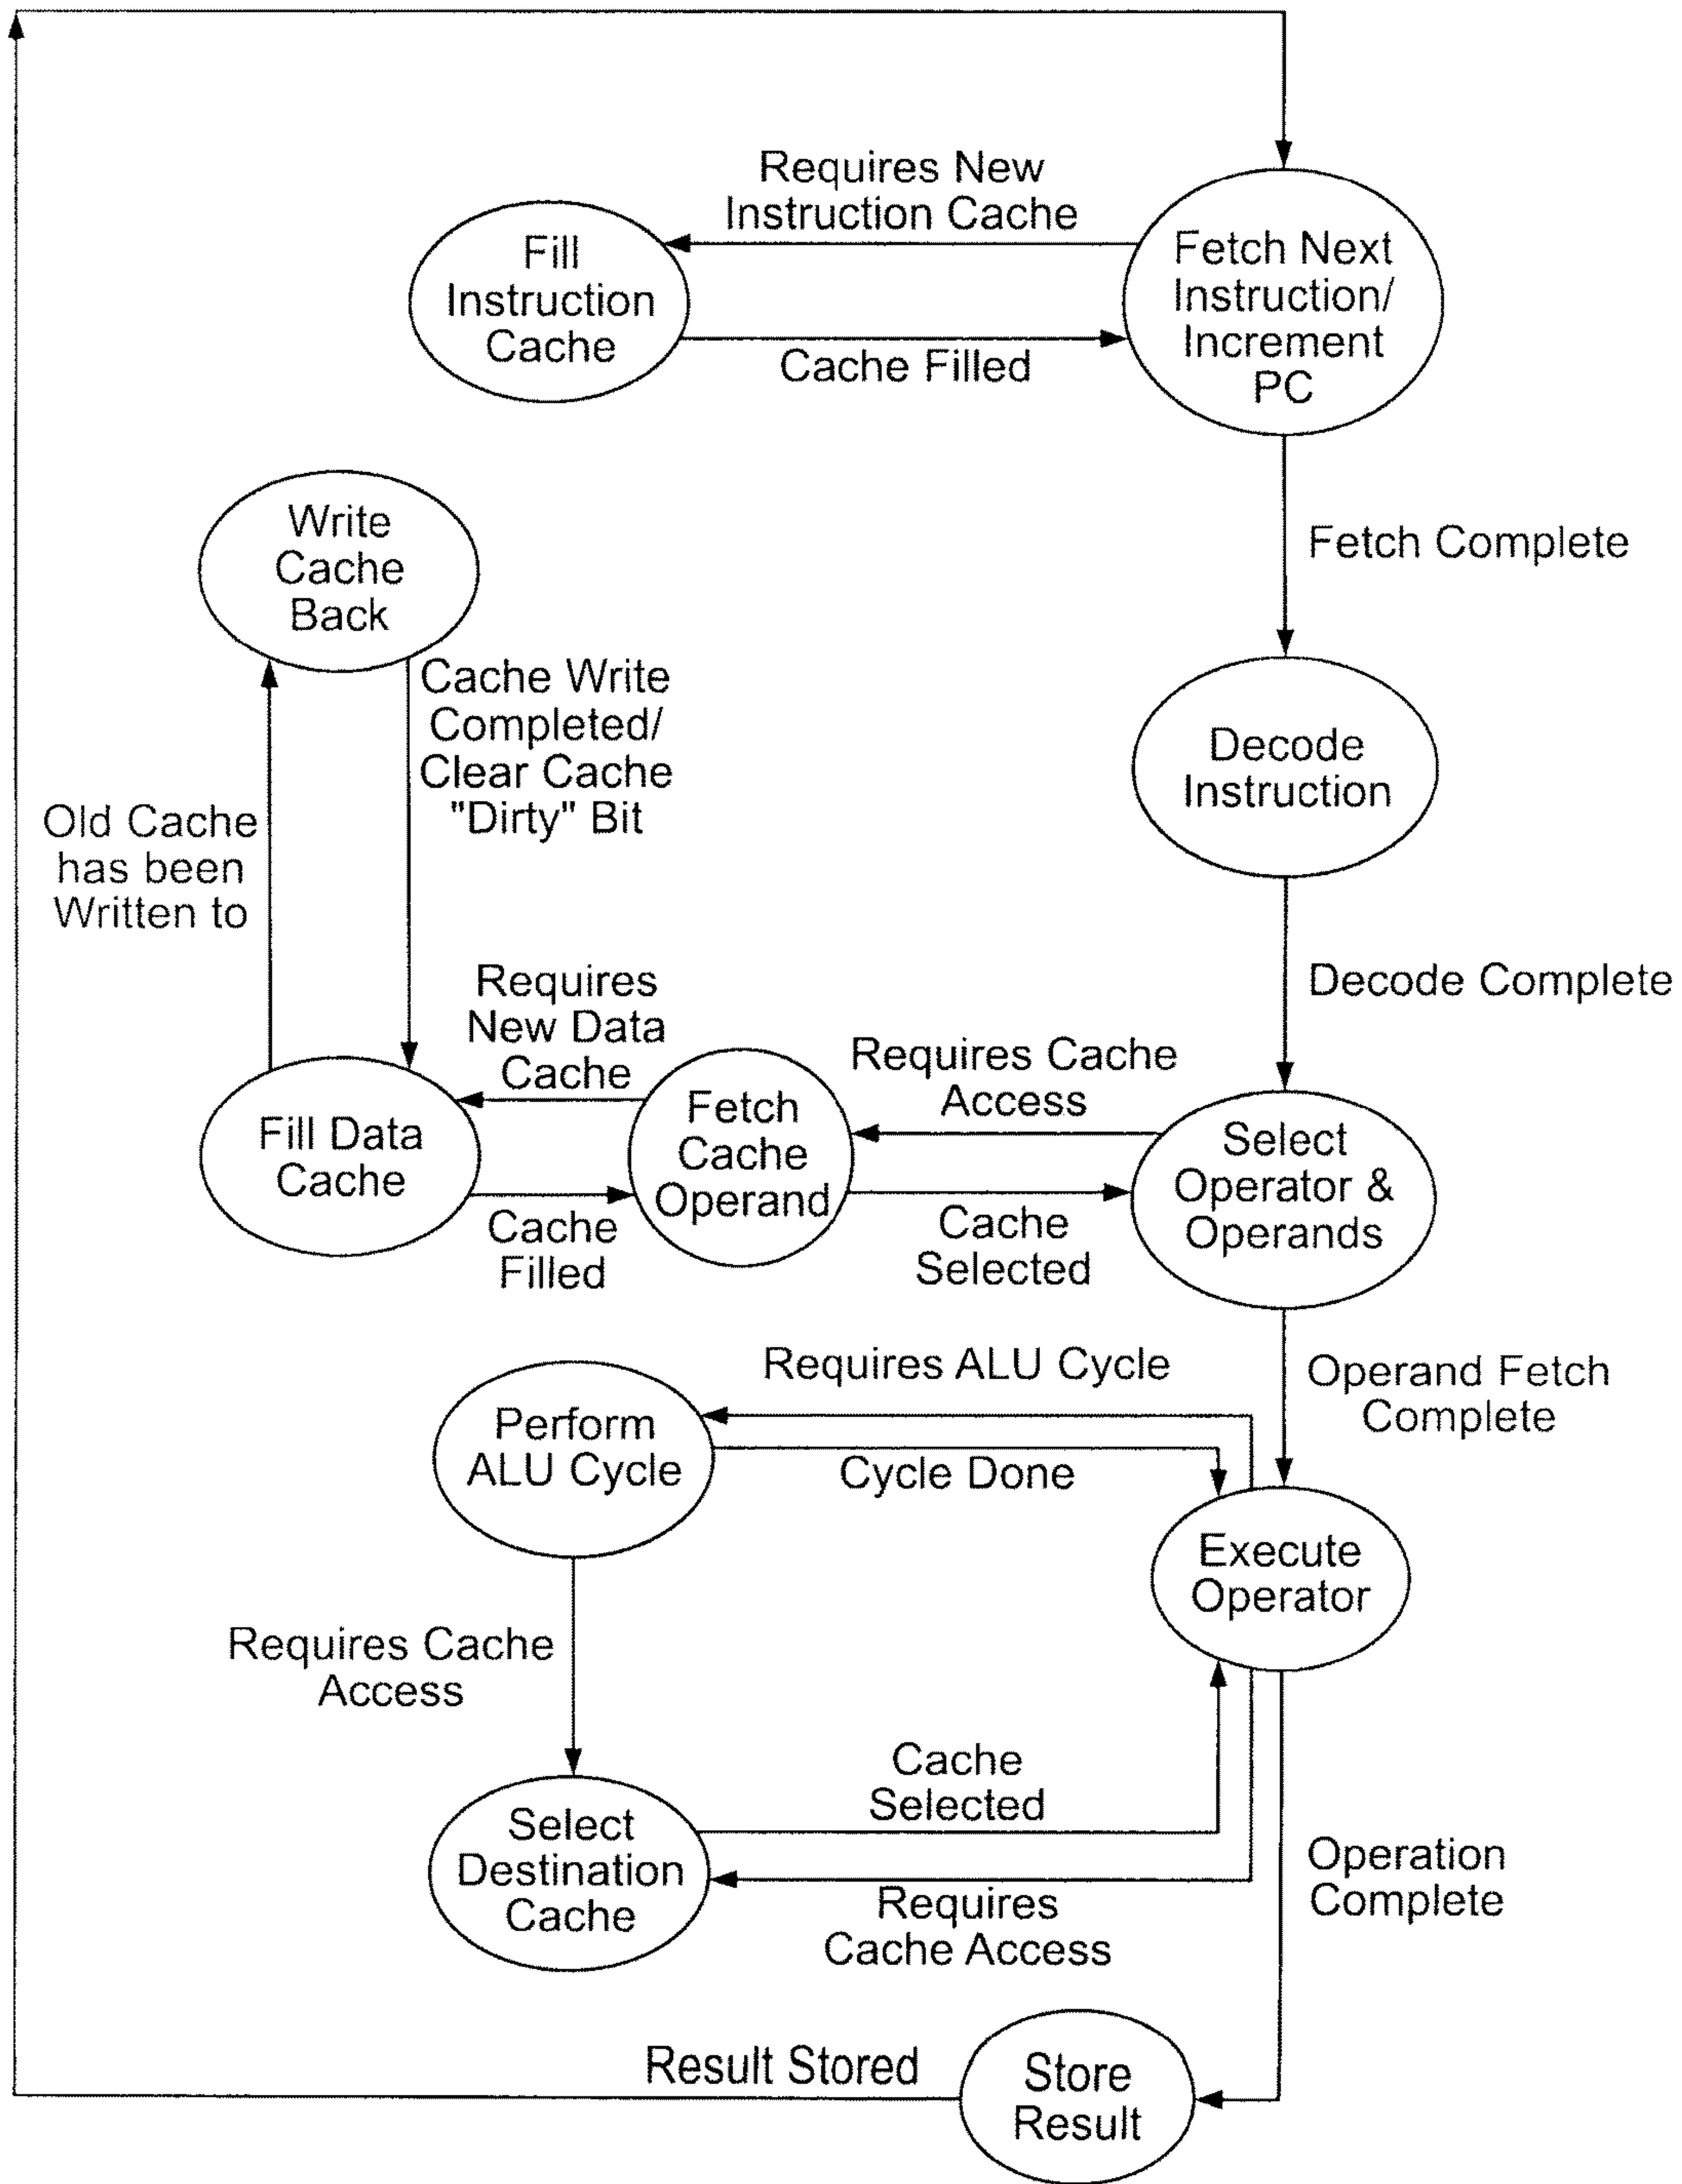 Requires New
Instruction Cache
Fill
Instruction
Cache
Fetch Next
Instruction/
Increment
PC
Cache Filled
Write
Cache
Back
Fetch Complete
Cache Write
Completed/
Clear Cache
"Dirty" Bit
Decode
Instruction
Old Cache
has been
Written to
Decode Complete
Requires
New Data
Cache
Requires Cache
Access
Fill Data
Cache
Fetch
Cache
Operand
Select
Operator &
Operands
Cache
Filled
Cache
Selected
Requires ALU Cycle
Operand Fetch
Complete
Perform
ALU Cycle
Cycle Done
Execute
Operator
Requires Cache
Access
Cache
Selected
Select
Destination
Cache
Operation
Complete
Requires
Cache Access
Result Stored
Store
Result